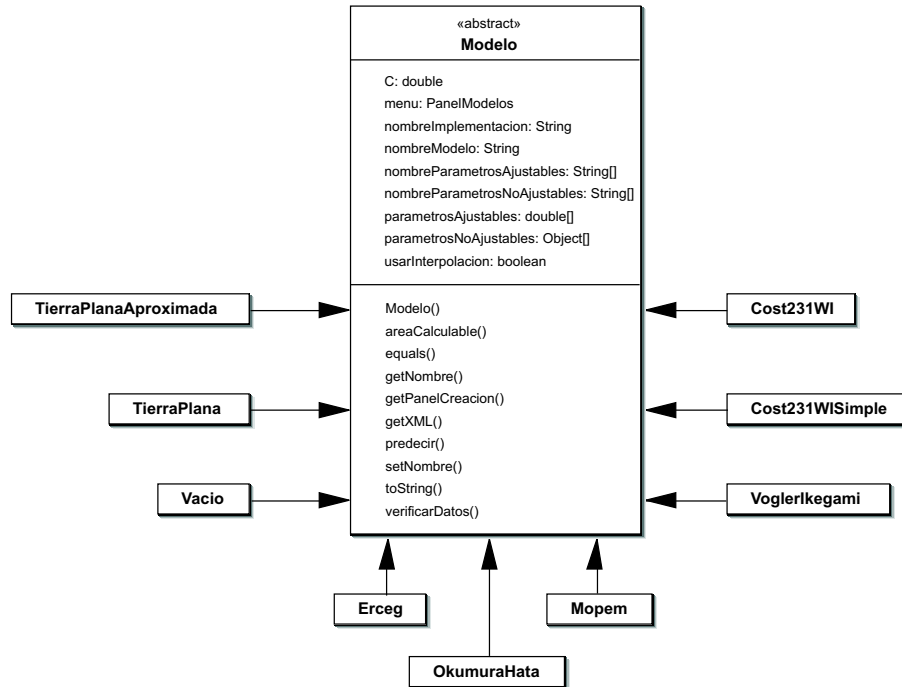 «abstract»
Modelo
C: double
menu: PanelModelos
nombreImplementacion: String
nombreModelo: String
nombreParametrosAjustables: String[]
nombreParametrosNoAjustables: String[]
parametrosAjustables: double[]
parametrosNoAjustables: Object[]
usarInterpolacion: boolean
Modelo()
areaCalculable()
equals()
getNombre()
getPanelCreacion()
getXML()
predecir()
setNombre()
toString()
verificarDatos()
TierraPlanaAproximada
TierraPlana
Vacio
Cost231WI
Cost231WISimple
VoglerIkegami
Erceg
Mopem
OkumuraHata